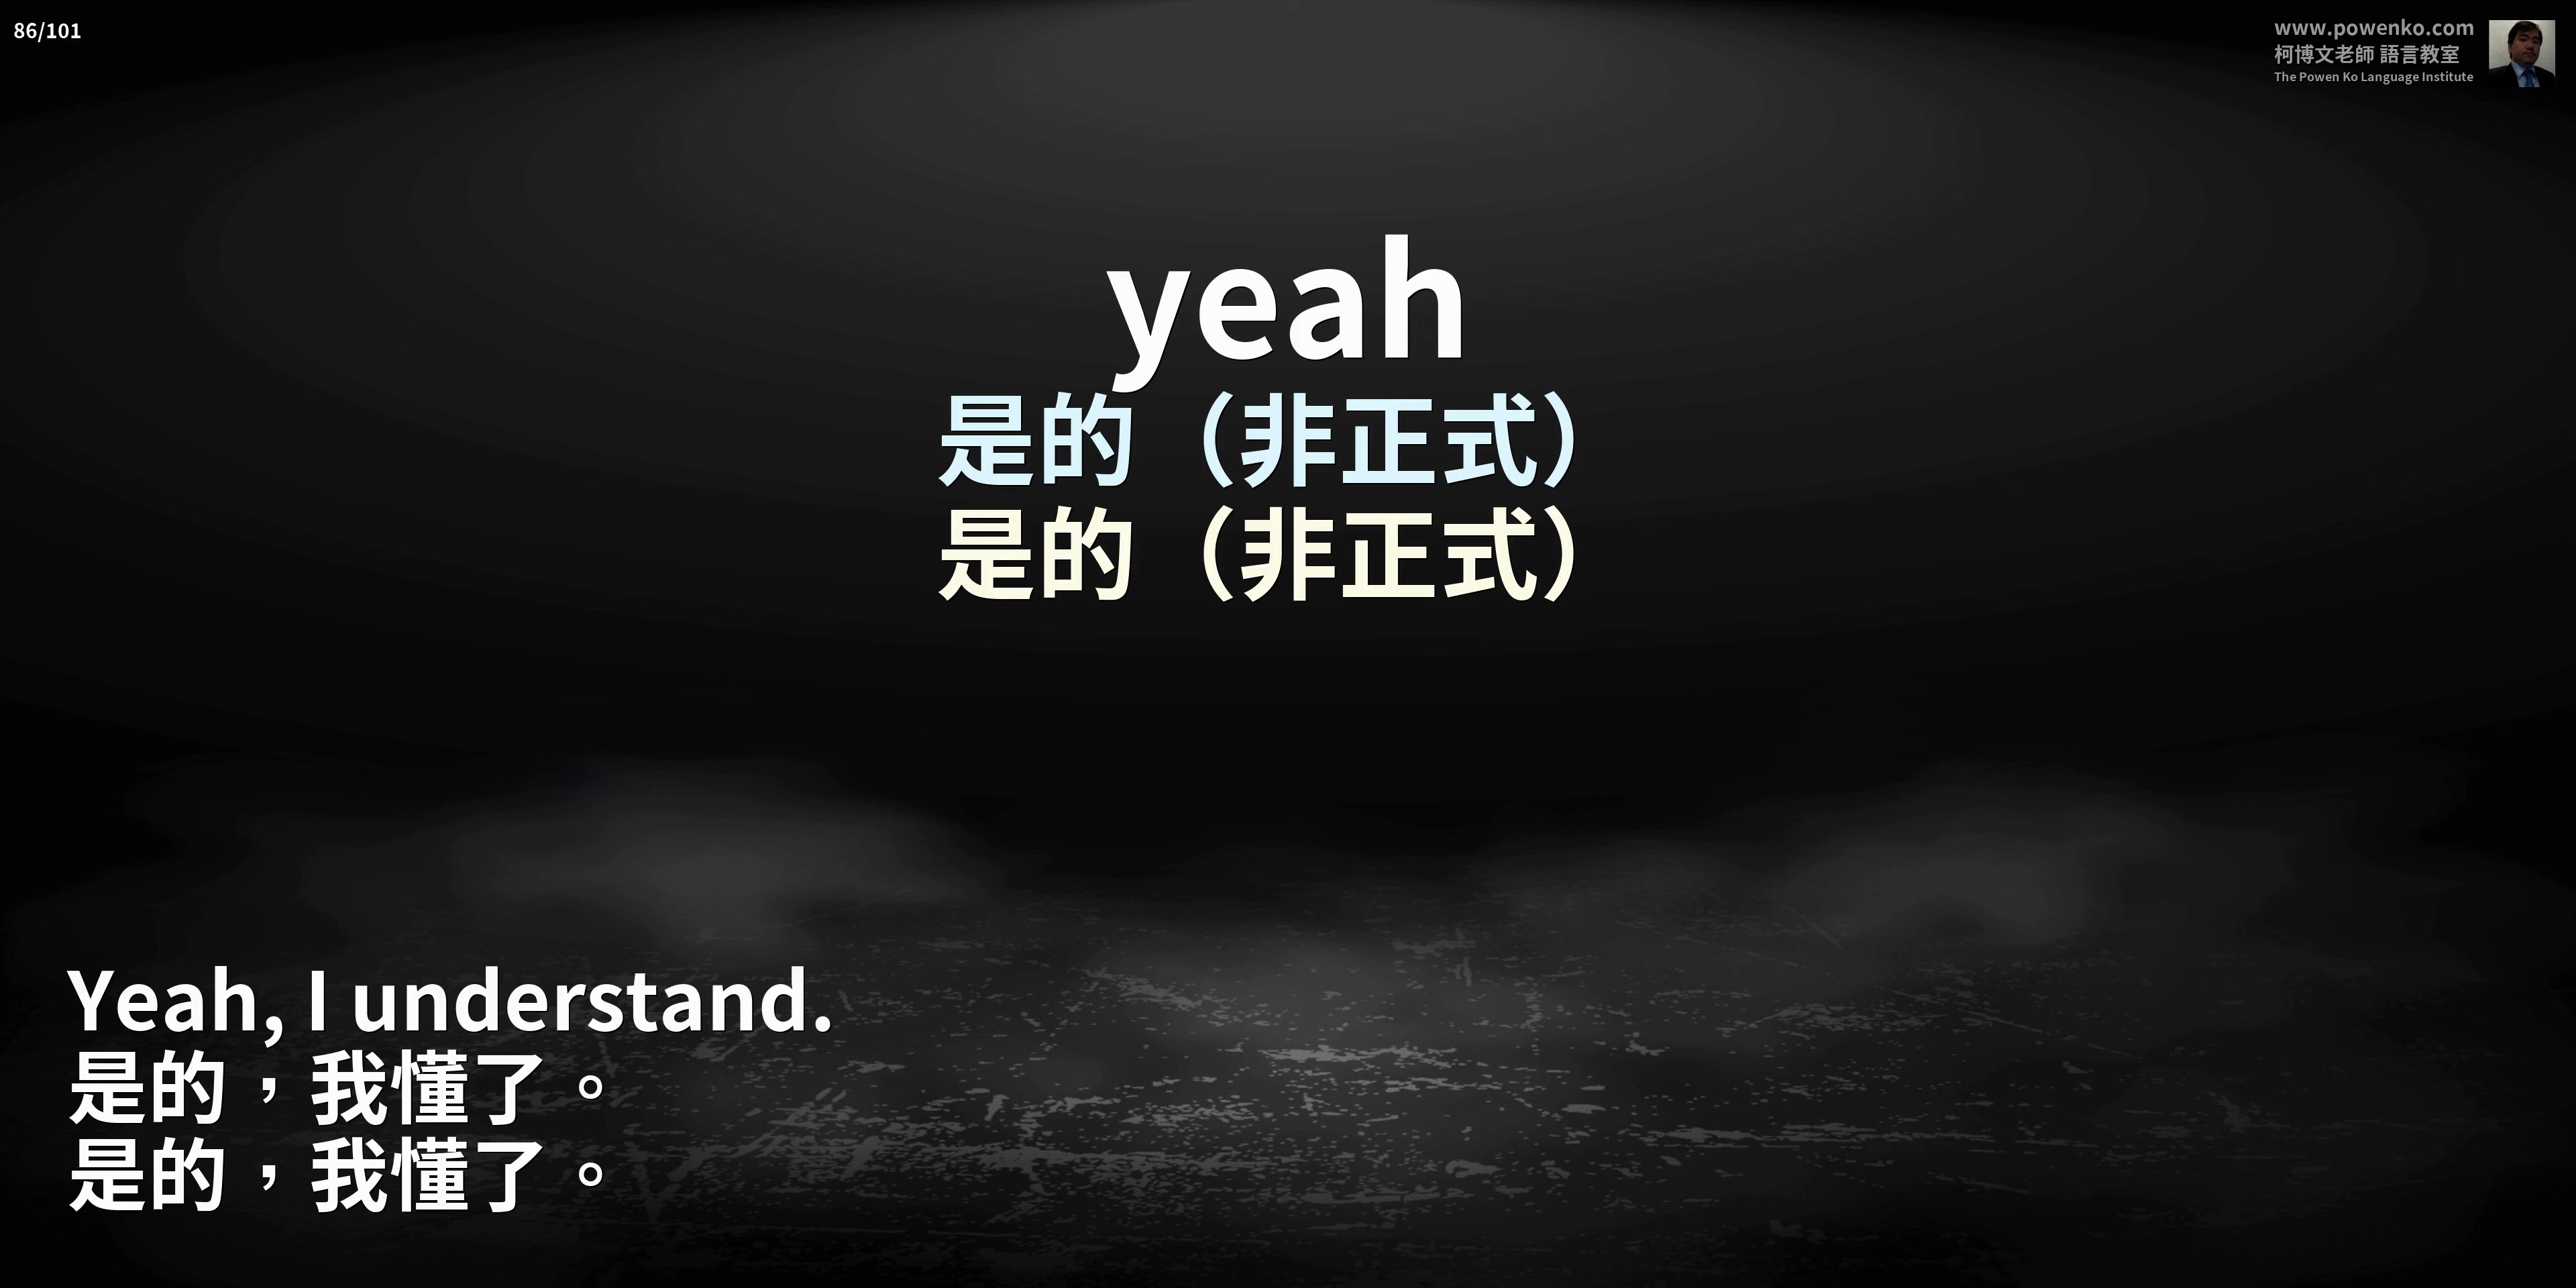 86/101
www.powenko.com
柯博文老師 語言教室
The Powen Ko Language Institute
yeah
是的（非正式）
是的（非正式）
Yeah, I understand.
是的，我懂了。
是的，我懂了。